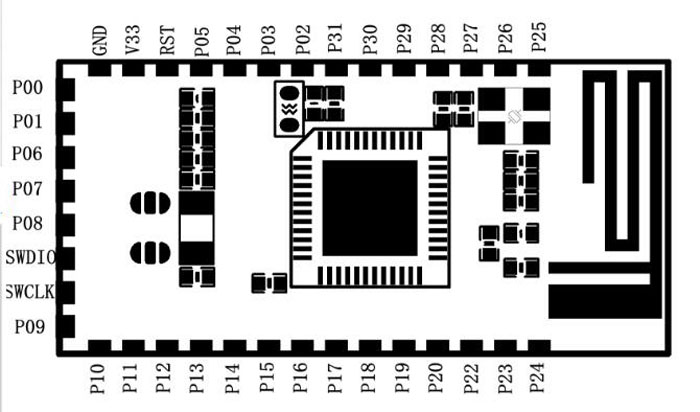 GND
V33
RST
P05
P04
P03
P02
P31
P30
P29
P28
P27
P26
P25
P00
P01
P06
P07
P08
SWDIO
SWCLK
P09
P10
P11
P12
P13
P14
P15
P16
P17
P18
P19
P20
P22
P23
P24